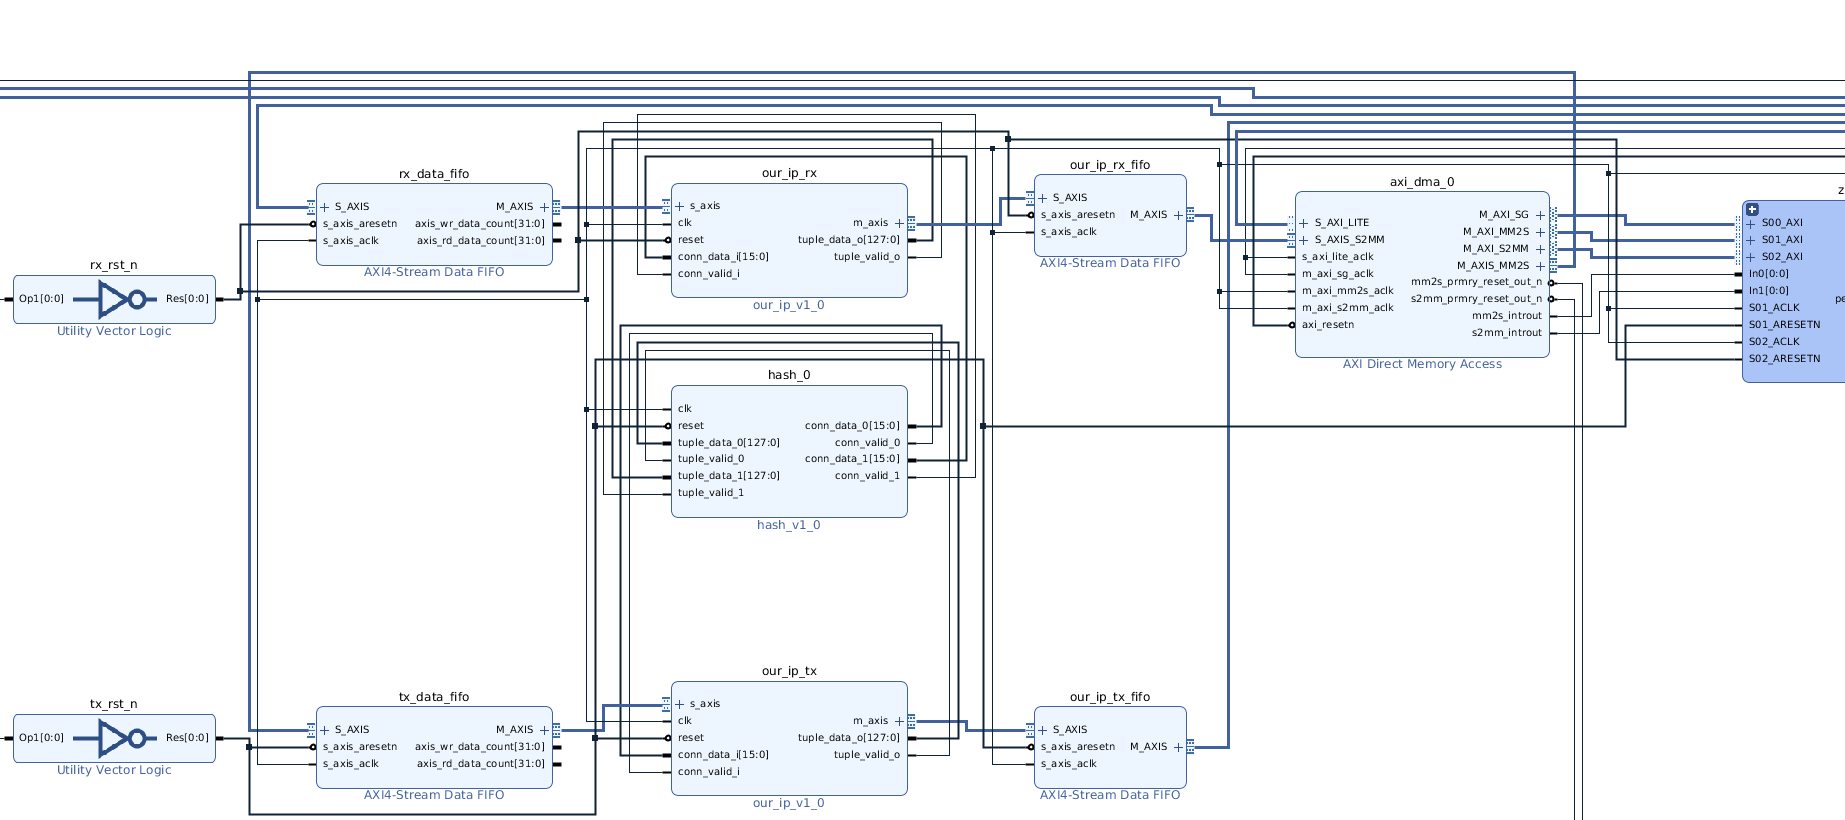 rx_rst_n
Op1[0:0]
Res[0:0]
Utility Vector Logic
tx_rst_n
Op1[0:0]
Res[0:0]
Utility Vector Logic
rx_data_fifo
S_AXIS
s_axis_aresetn
s_axis_aclk
M_AXIS
axis_wr_data_count[31:0]
axis_rd_data_count[31:0]
AXI4-Stream Data FIFO
tx_data_fifo
S_AXIS
s_axis_aresetn
s_axis_aclk
M_AXIS
axis_wr_data_count[31:0]
axis_rd_data_count[31:0]
AXI4-Stream Data FIFO
our_ip_rx
s_axis
clk
reset
conn_data_i[15:0]
conn_valid_i
m_axis
tuple_data_o[127:0]
tuple_valid_o
our_ip_v1_0
hash_0
clk
reset
tuple_data_0[127:0]
tuple_valid_0
tuple_data_1[127:0]
tuple_valid_1
conn_data_0[15:0]
conn_valid_0
conn_data_1[15:0]
conn_valid_1
hash_v1_0
our_ip_tx
s_axis
clk
reset
conn_data_i[15:0]
conn_valid_i
m_axis
tuple_data_o[127:0]
tuple_valid_o
our_ip_v1_0
our_ip_rx_fifo
S_AXIS
s_axis_aresetn
s_axis_aclk
M_AXIS
AXI4-Stream Data FIFO
our_ip_tx_fifo
S_AXIS
s_axis_aresetn
s_axis_aclk
M_AXIS
AXI4-Stream Data FIFO
axi_dma_0
S_AXI_LITE
S_AXIS_S2MM
s_axi_lite_aclk
m_axi_sg_aclk
m_axi_mm2s_aclk
m_axi_s2mm_aclk
axi_resetn
M_AXI_SG
M_AXI_MM2S
M_AXI_S2MM
M_AXIS_MM2S
mm2s_prmry_reset_out_n
s2mm_prmry_reset_out_n
mm2s_introut
s2mm_introut
AXI Direct Memory Access
z
S00_AXI
S01_AXI
S02_AXI
In0[0:0]
In1[0:0]
S01_ACLK
S01_ARESETN
S02_ACLK
S02_ARESETN
pe